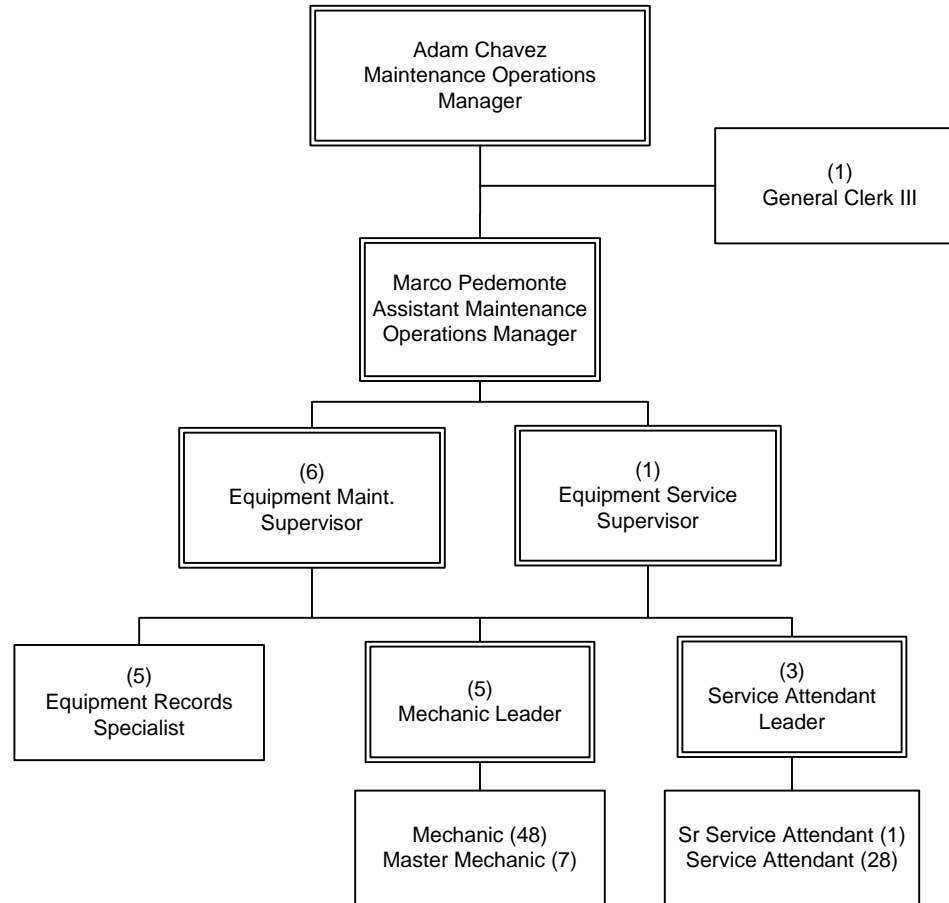 Adam Chavez
Maintenance Operations
Manager
(1)
General Clerk III
Marco Pedemonte
Assistant Maintenance
Operations Manager
(6)
Equipment Maint.
Supervisor
(1)
Equipment Service
Supervisor
(5)
Equipment Records
Specialist
(5)
Mechanic Leader
(3)
Service Attendant
Leader
Mechanic (48)
Master Mechanic (7)
Sr Service Attendant (1)
Service Attendant (28)